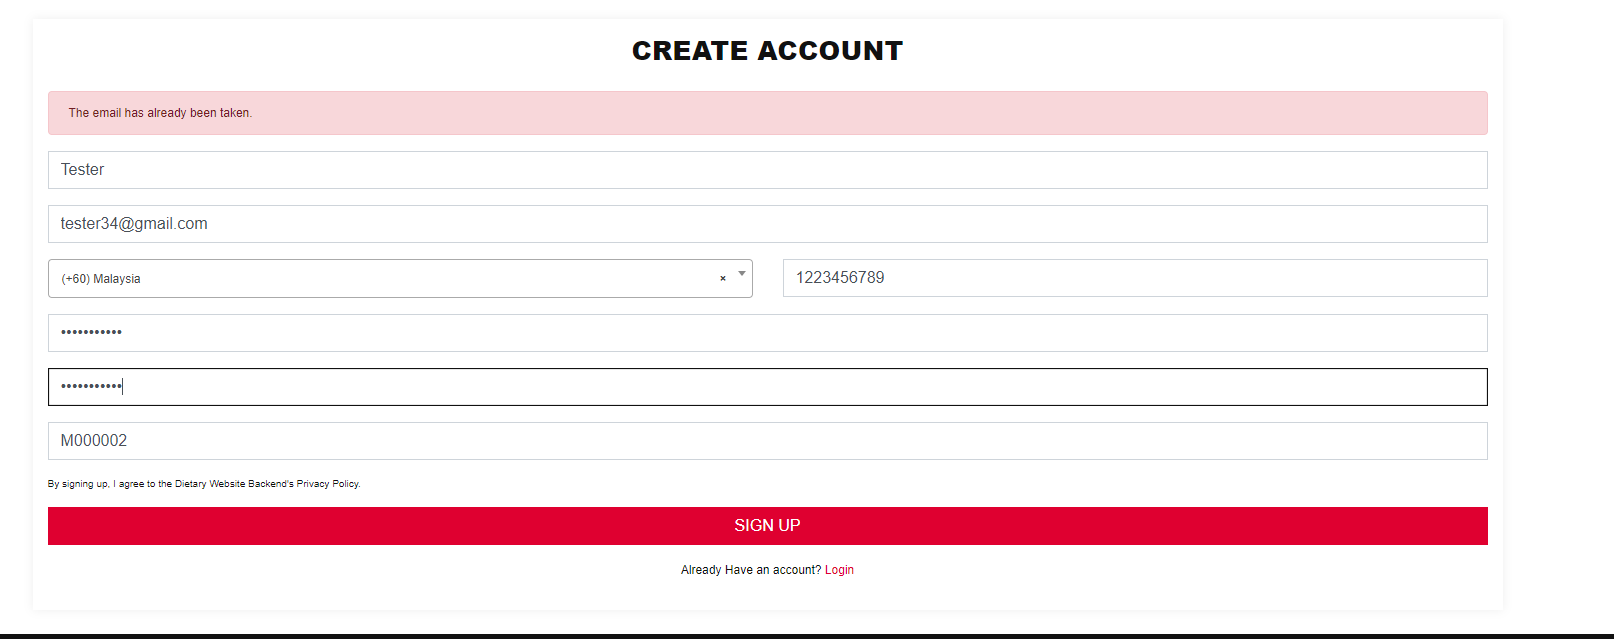 CREATE ACCOUNT
The email has already been taken.
Tester
tester34@gmail.com
(+60) Malaysia × 1223456789
•••••••••••
•••••••••••
M000002
By signing up, I agree to the Dietary Website Backend's Privacy Policy.
SIGN UP
Already Have an account? Login